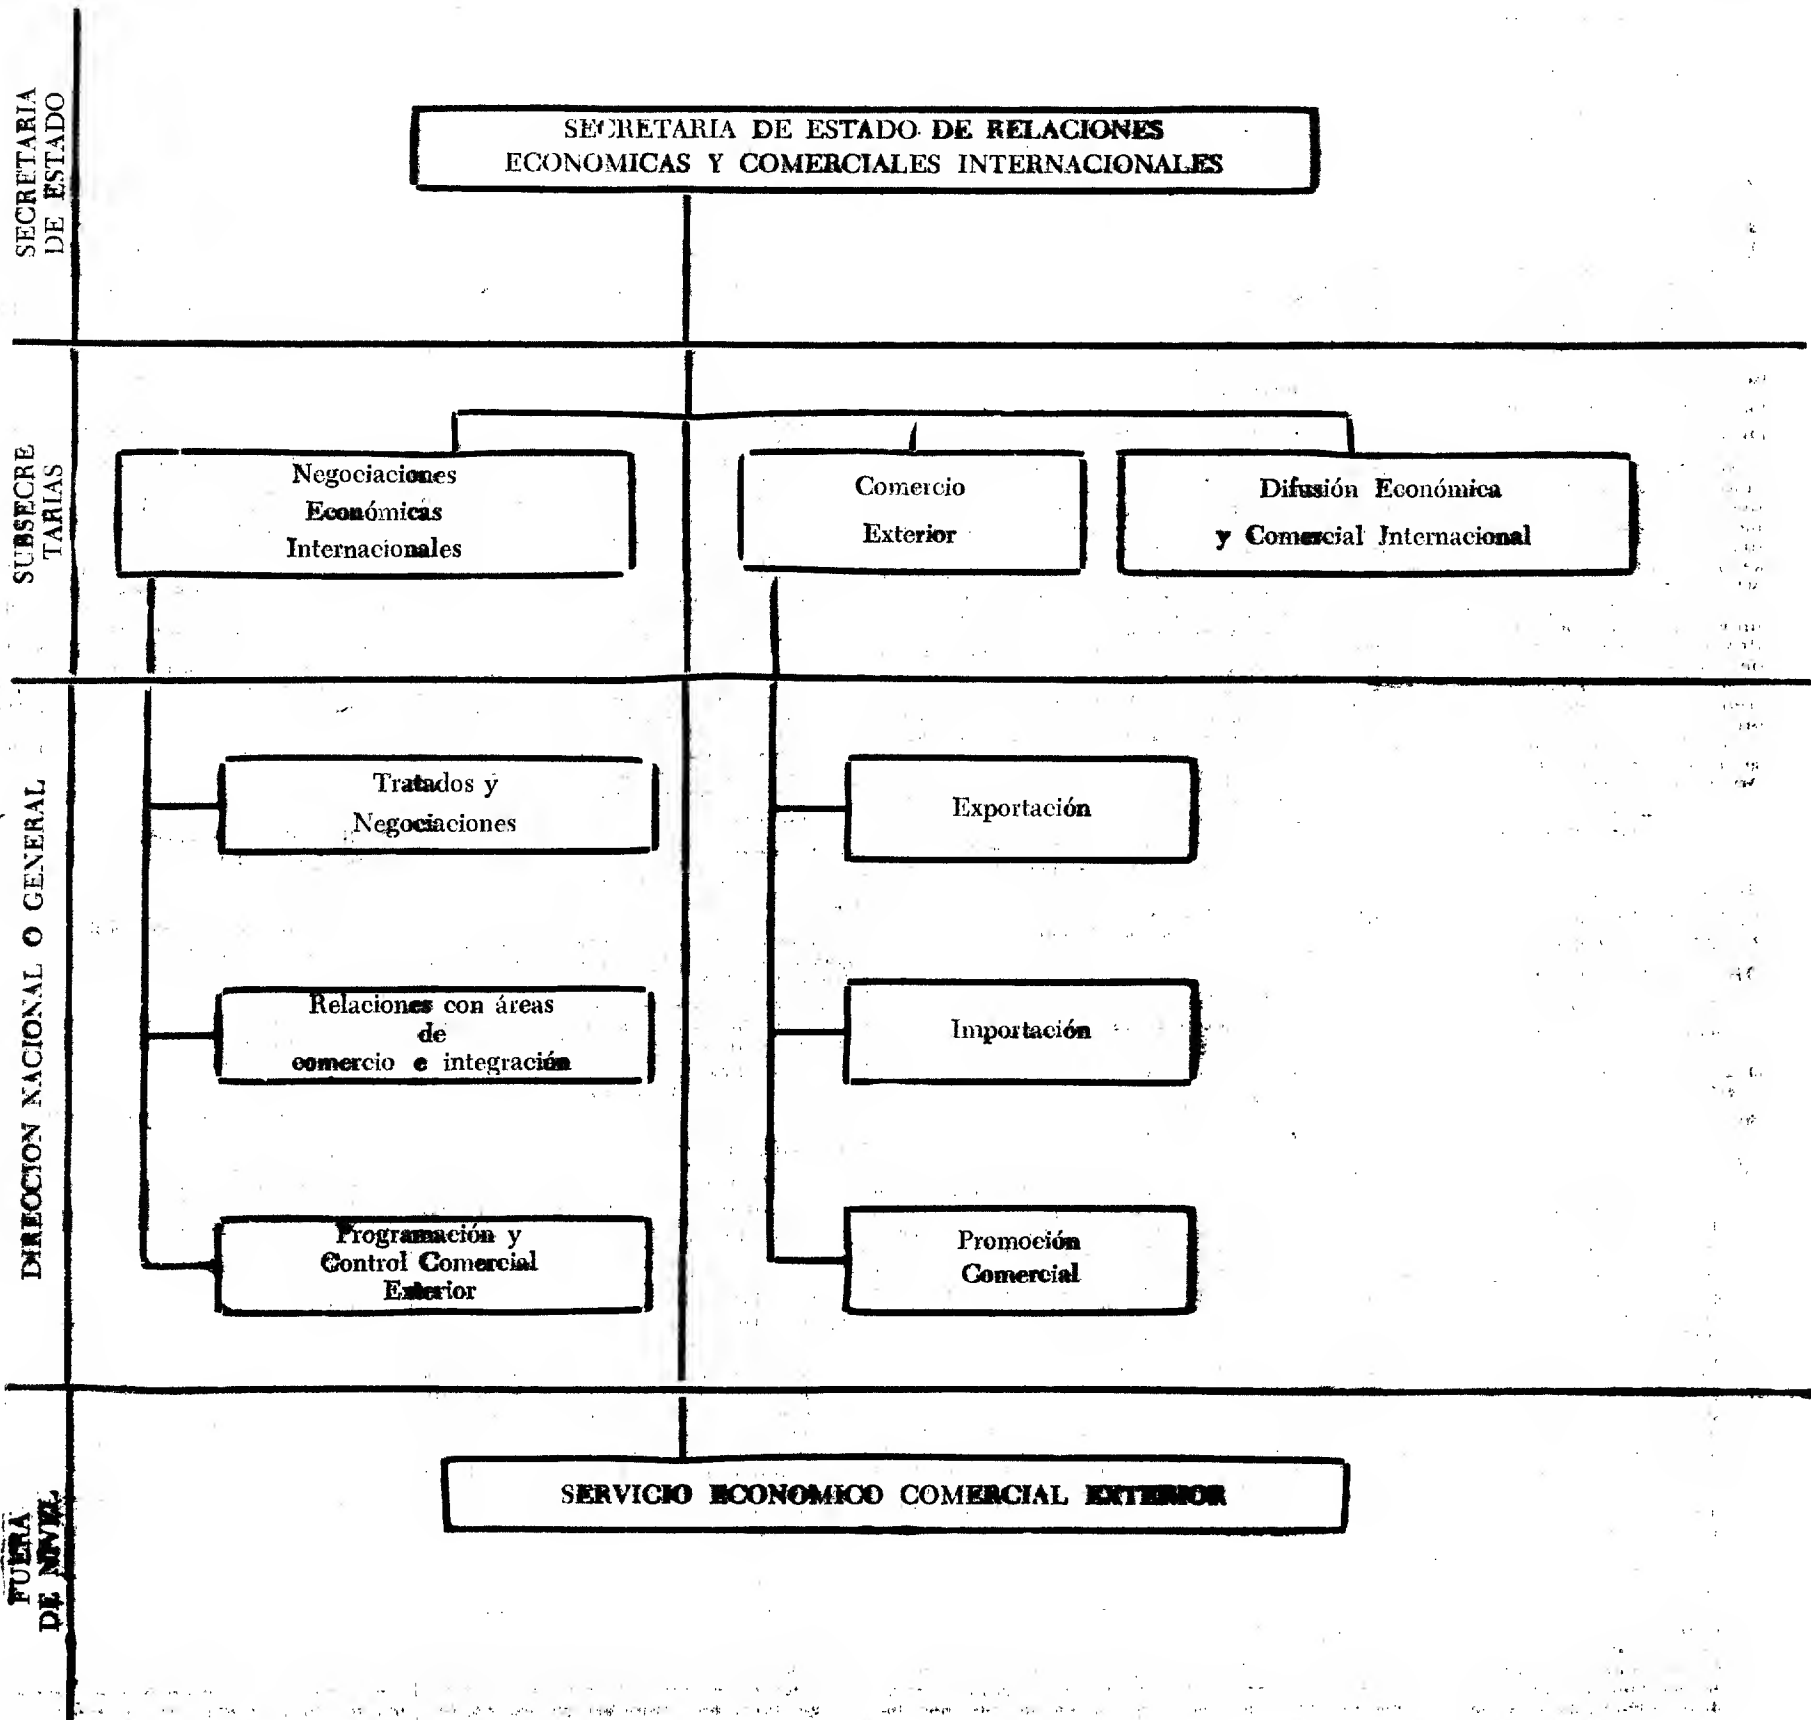 SECRETARIA
DE ESTADO
SECRETARIA DE ESTADO DE RELACIONES
ECONOMICAS Y COMERCIALES INTERNACIONALES
SUBSECRE
TARIAS
Negociaciones
Económicas
Internacionales
Comercio
Exterior
Difusión Económica
y Comercial Internacional
DIRECCION NACIONAL O GENERAL
Tratados y
Negociaciones
Exportación
Relaciones con áreas
de
comercio e integración
Importación
Programación y
Control Comercial
Exterior
Promoción
Comercial
FUERA
DE NIVEL
SERVICIO ECONOMICO COMERCIAL EXTERIOR